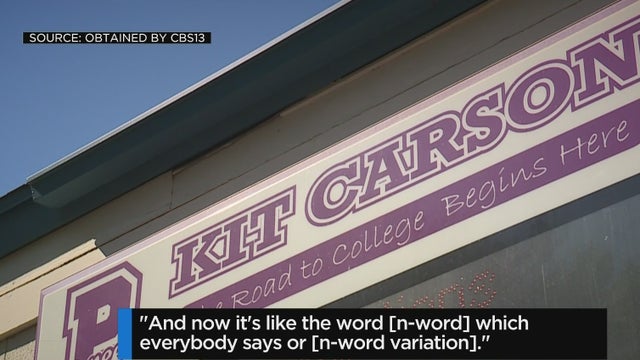 SOURCE: OBTAINED BY CBS13
KIT CARSON
Road to College Begins Here
P
"And now it's like the word [n-word] which
everybody says or [n-word variation]."